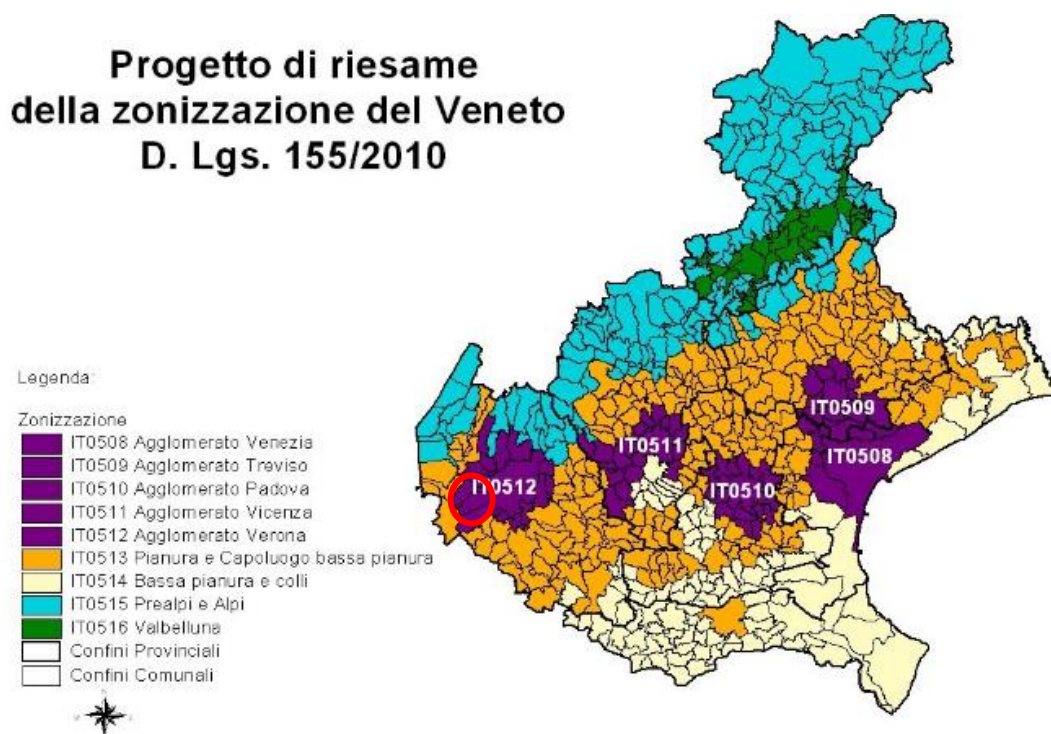 Progetto di riesame
della zonizzazione del Veneto
D. Lgs. 155/2010
IT0509
IT0508
IT0511
IT0512
IT0510
Legenda:
Zonizzazione
IT0508 Agglomerato Venezia
IT0509 Agglomerato Treviso
IT0510 Agglomerato Padova
IT0511 Agglomerato Vicenza
IT0512 Agglomerato Verona
IT0513 Pianura e Capoluogo bassa pianura
IT0514 Bassa pianura e colli
IT0515 Prealpi e Alpi
IT0516 Valbelluna
Confini Provinciali
Confini Comunali